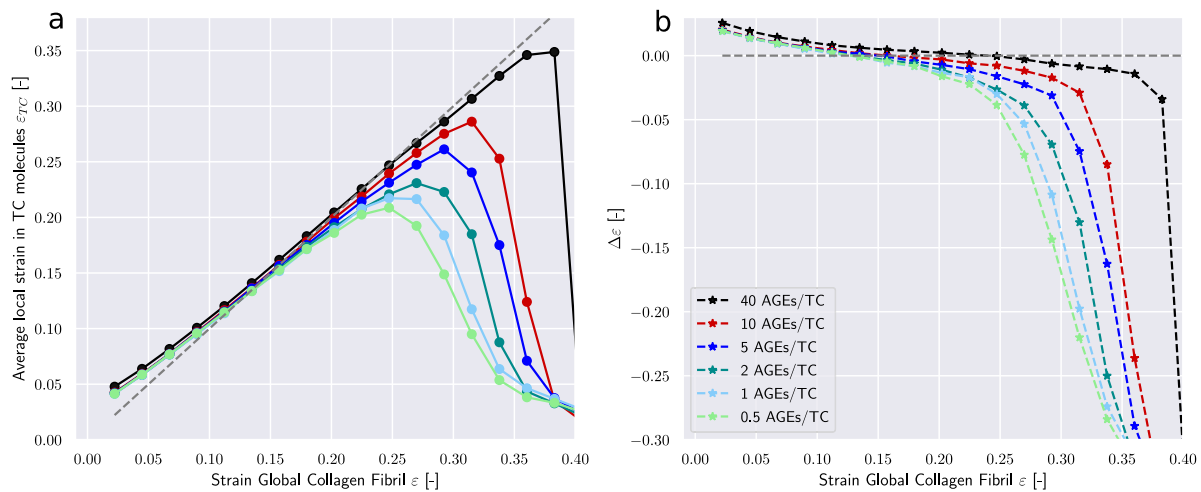 a
Average local strain in TC molecules εTC
0.35
0.30
0.25
0.20
0.15
0.10
0.05
0.00
0.00 0.05 0.10 0.15 0.20 0.25 0.30 0.35 0.40
Strain Global Collagen Fibril ε [-]
b
Δε [-]
0.00
−0.05
−0.10
−0.15
−0.20
−0.25
−0.30
40 AGEs/TC
10 AGEs/TC
5 AGEs/TC
2 AGEs/TC
1 AGEs/TC
0.5 AGEs/TC
0.00 0.05 0.10 0.15 0.20 0.25 0.30 0.35 0.40
Strain Global Collagen Fibril ε [-]